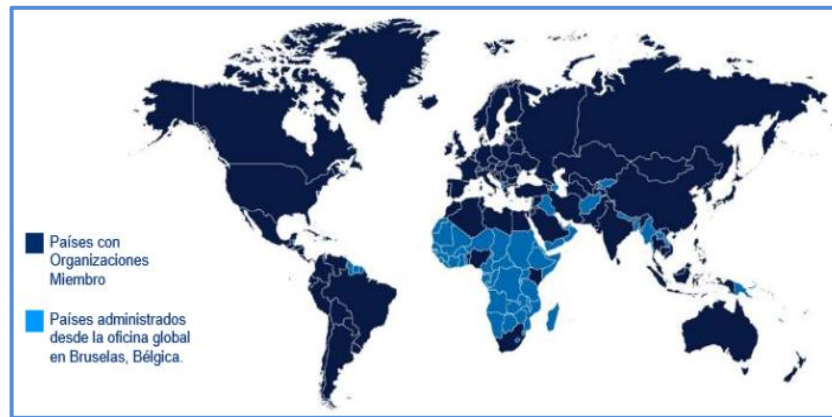 Países con
Organizaciones
Miembro
Países administrados
desde la oficina global
en Bruselas, Bélgica.